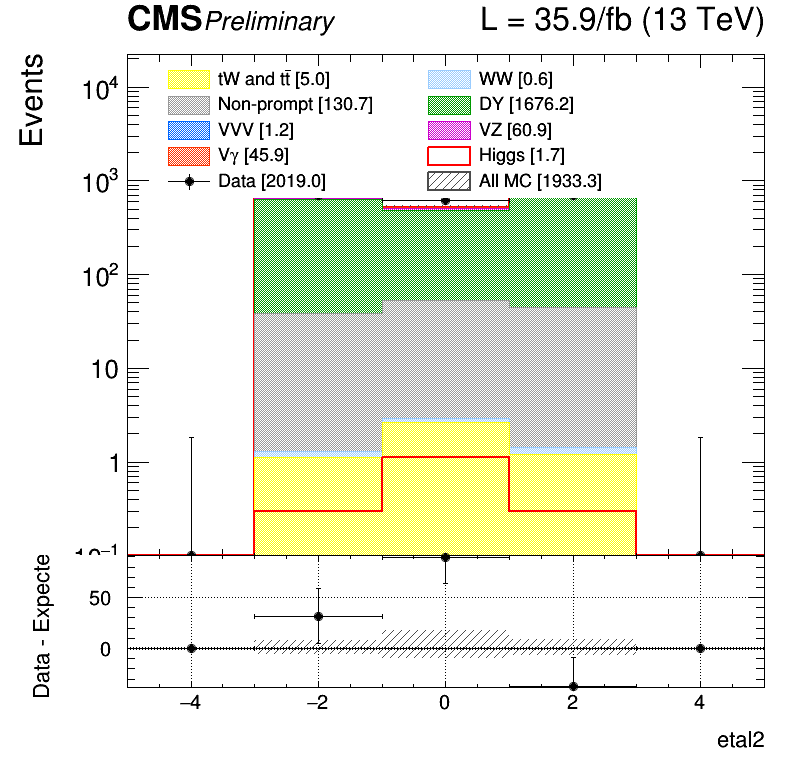 CMS Preliminary L = 35.9/fb (13 TeV)
Events
tW and tt̄ [5.0] WW [0.6]
Non-prompt [130.7] DY [1676.2]
VVV [1.2] VZ [60.9]
Vγ [45.9] Higgs [1.7]
Data [2019.0] All MC [1933.3]
10⁴
10³
10²
10
1
Data - Expecte
50
0
−4 −2 0 2 4
etal2